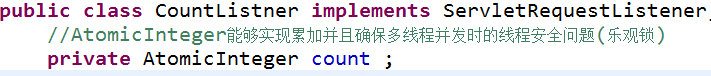 public class CountListner implements ServletRequestListener
//AtomicInteger能够实现累加并且确保多线程并发时的线程安全问题(乐观锁)
private AtomicInteger count ;